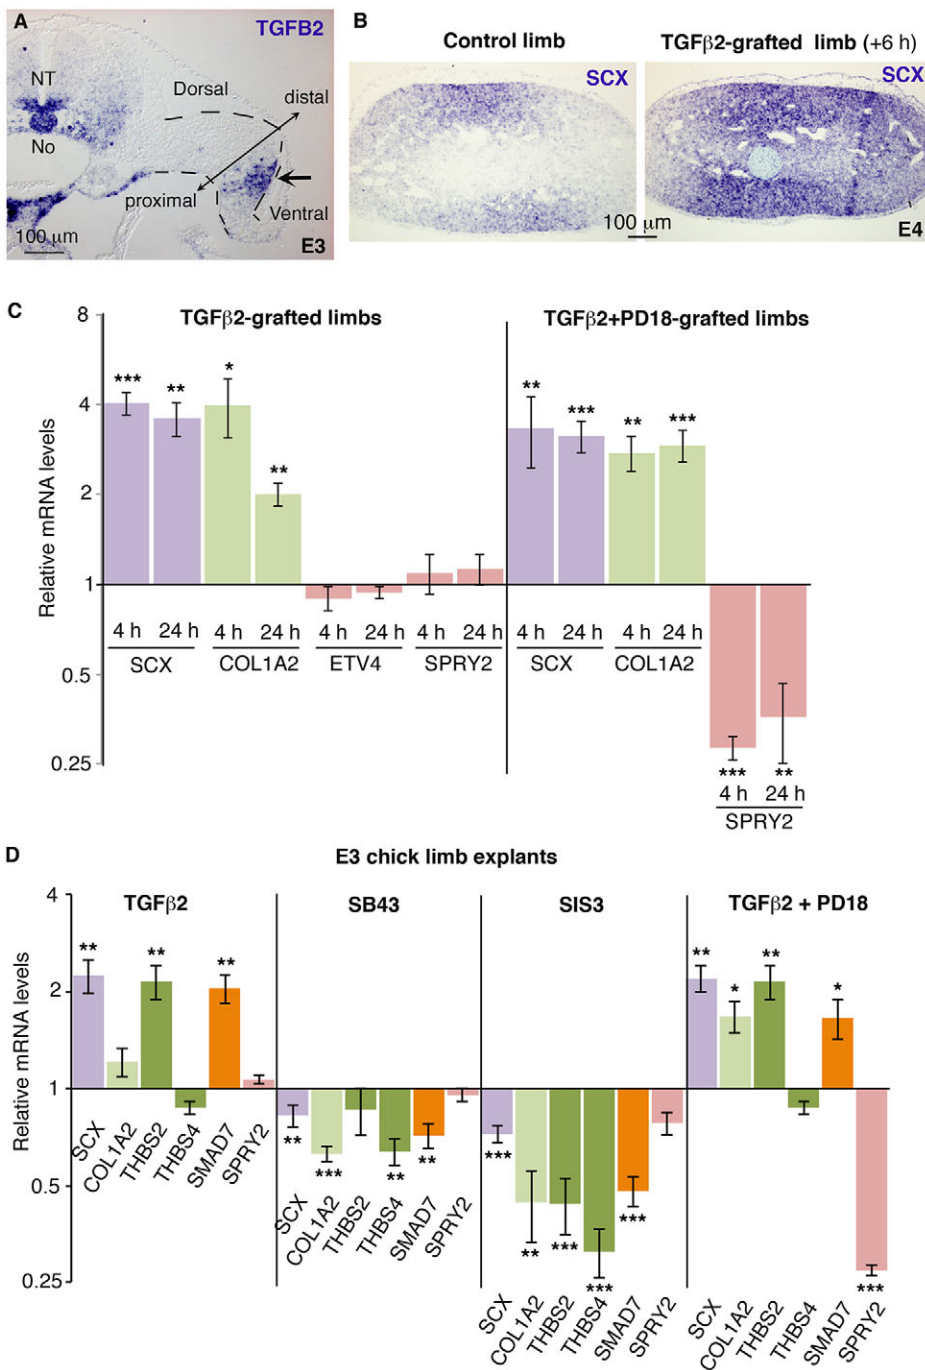 A
TGFB2
NT
No
Dorsal
distal
proximal
Ventral
100 µm
E3
B
Control limb
TGFβ2-grafted limb (+6 h)
SCX
SCX
100 µm
E4
C
TGFβ2-grafted limbs
TGFβ2+PD18-grafted limbs
Relative mRNA levels
8
4
2
1
0.5
0.25
*** ** * **
** *** ** ***
4 h 24 h 4 h 24 h 4 h 24 h 4 h 24 h 4 h 24 h 4 h 24 h
SCX COL1A2 ETV4 SPRY2 SCX COL1A2
*** **
4 h 24 h
SPRY2
D
E3 chick limb explants
TGFβ2 SB43 SIS3 TGFβ2 + PD18
Relative mRNA levels
4
2
1
0.5
0.25
** ** **
SCX COL1A2 THBS2 THBS4 SMAD7 SPRY2
** *** ** **
SCX COL1A2 THBS2 THBS4 SMAD7 SPRY2
*** ** *** *** ***
SCX COL1A2 THBS2 THBS4 SMAD7 SPRY2
** * ** * ***
SCX COL1A2 THBS2 THBS4 SMAD7 SPRY2